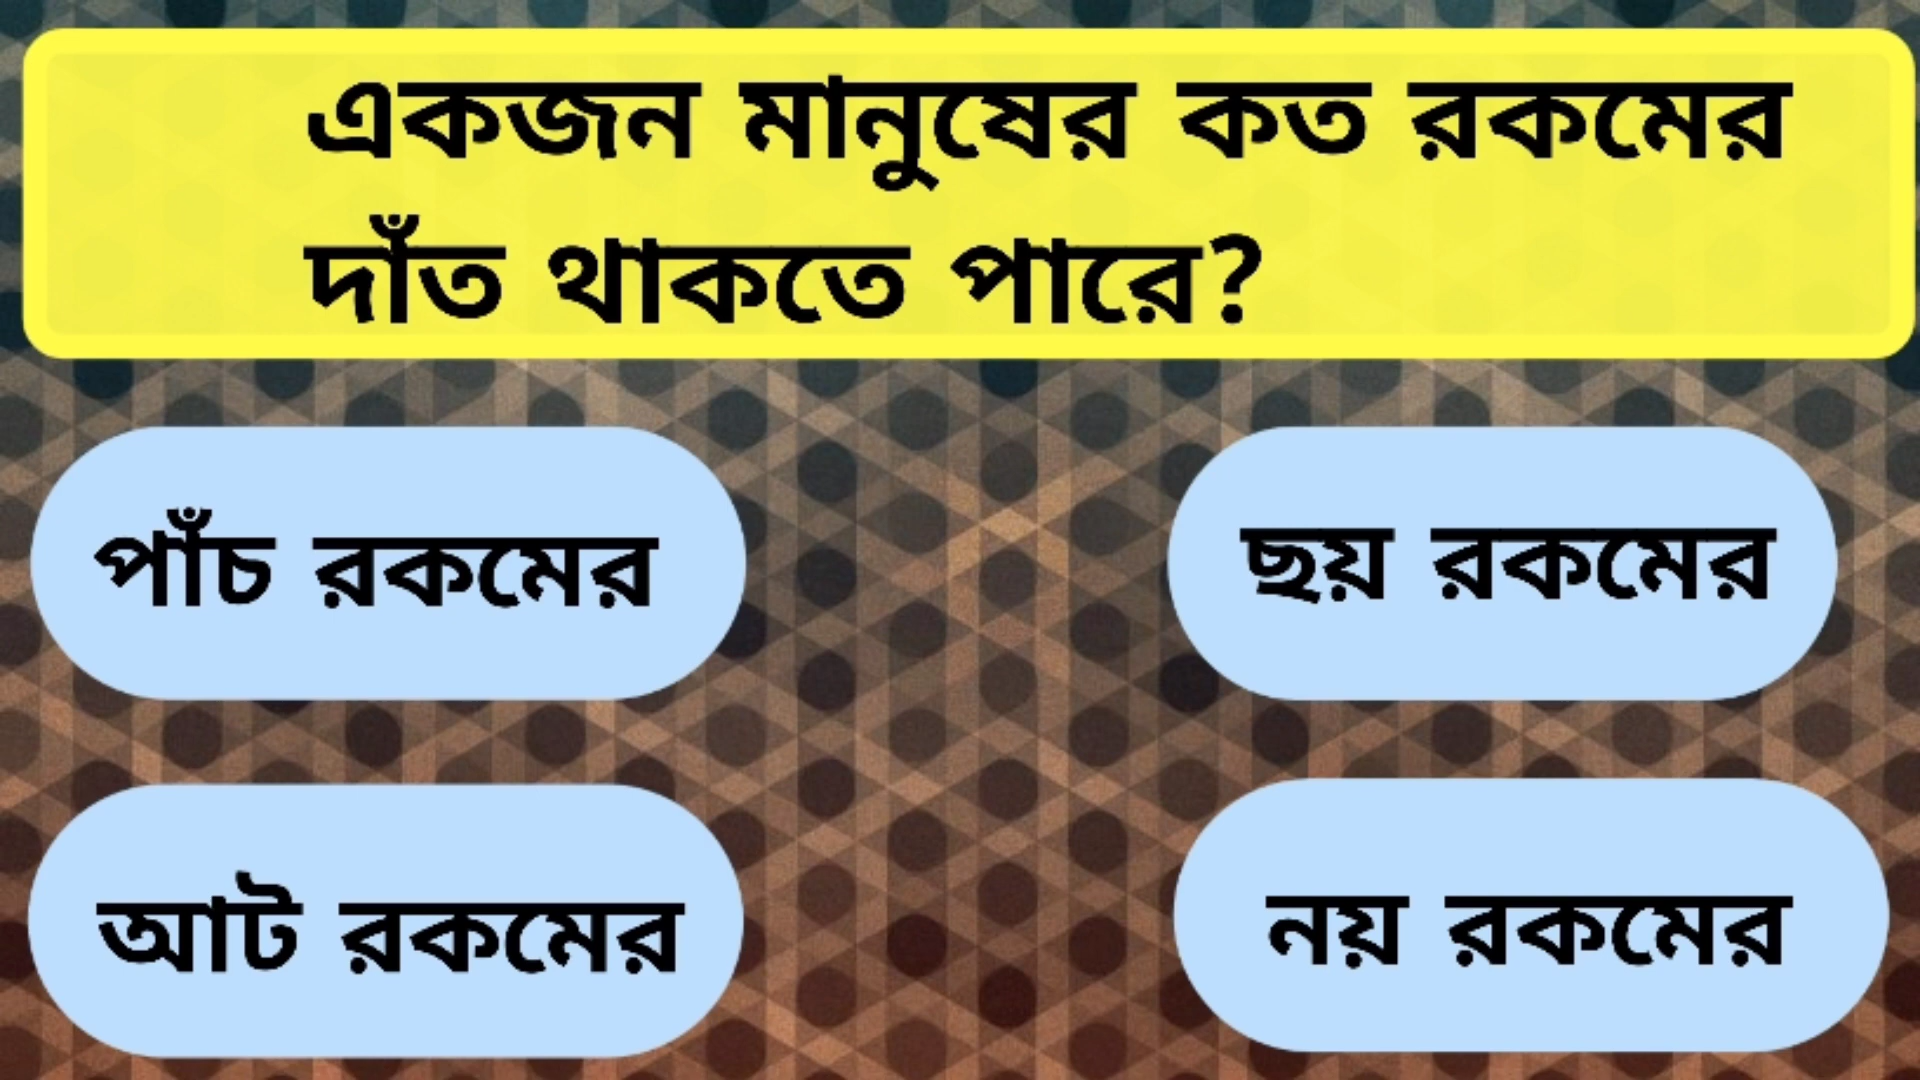 একজন মানুষের কত রকমের
দাঁত থাকতে পারে?
পাঁচ রকমের
ছয় রকমের
আট রকমের
নয় রকমের